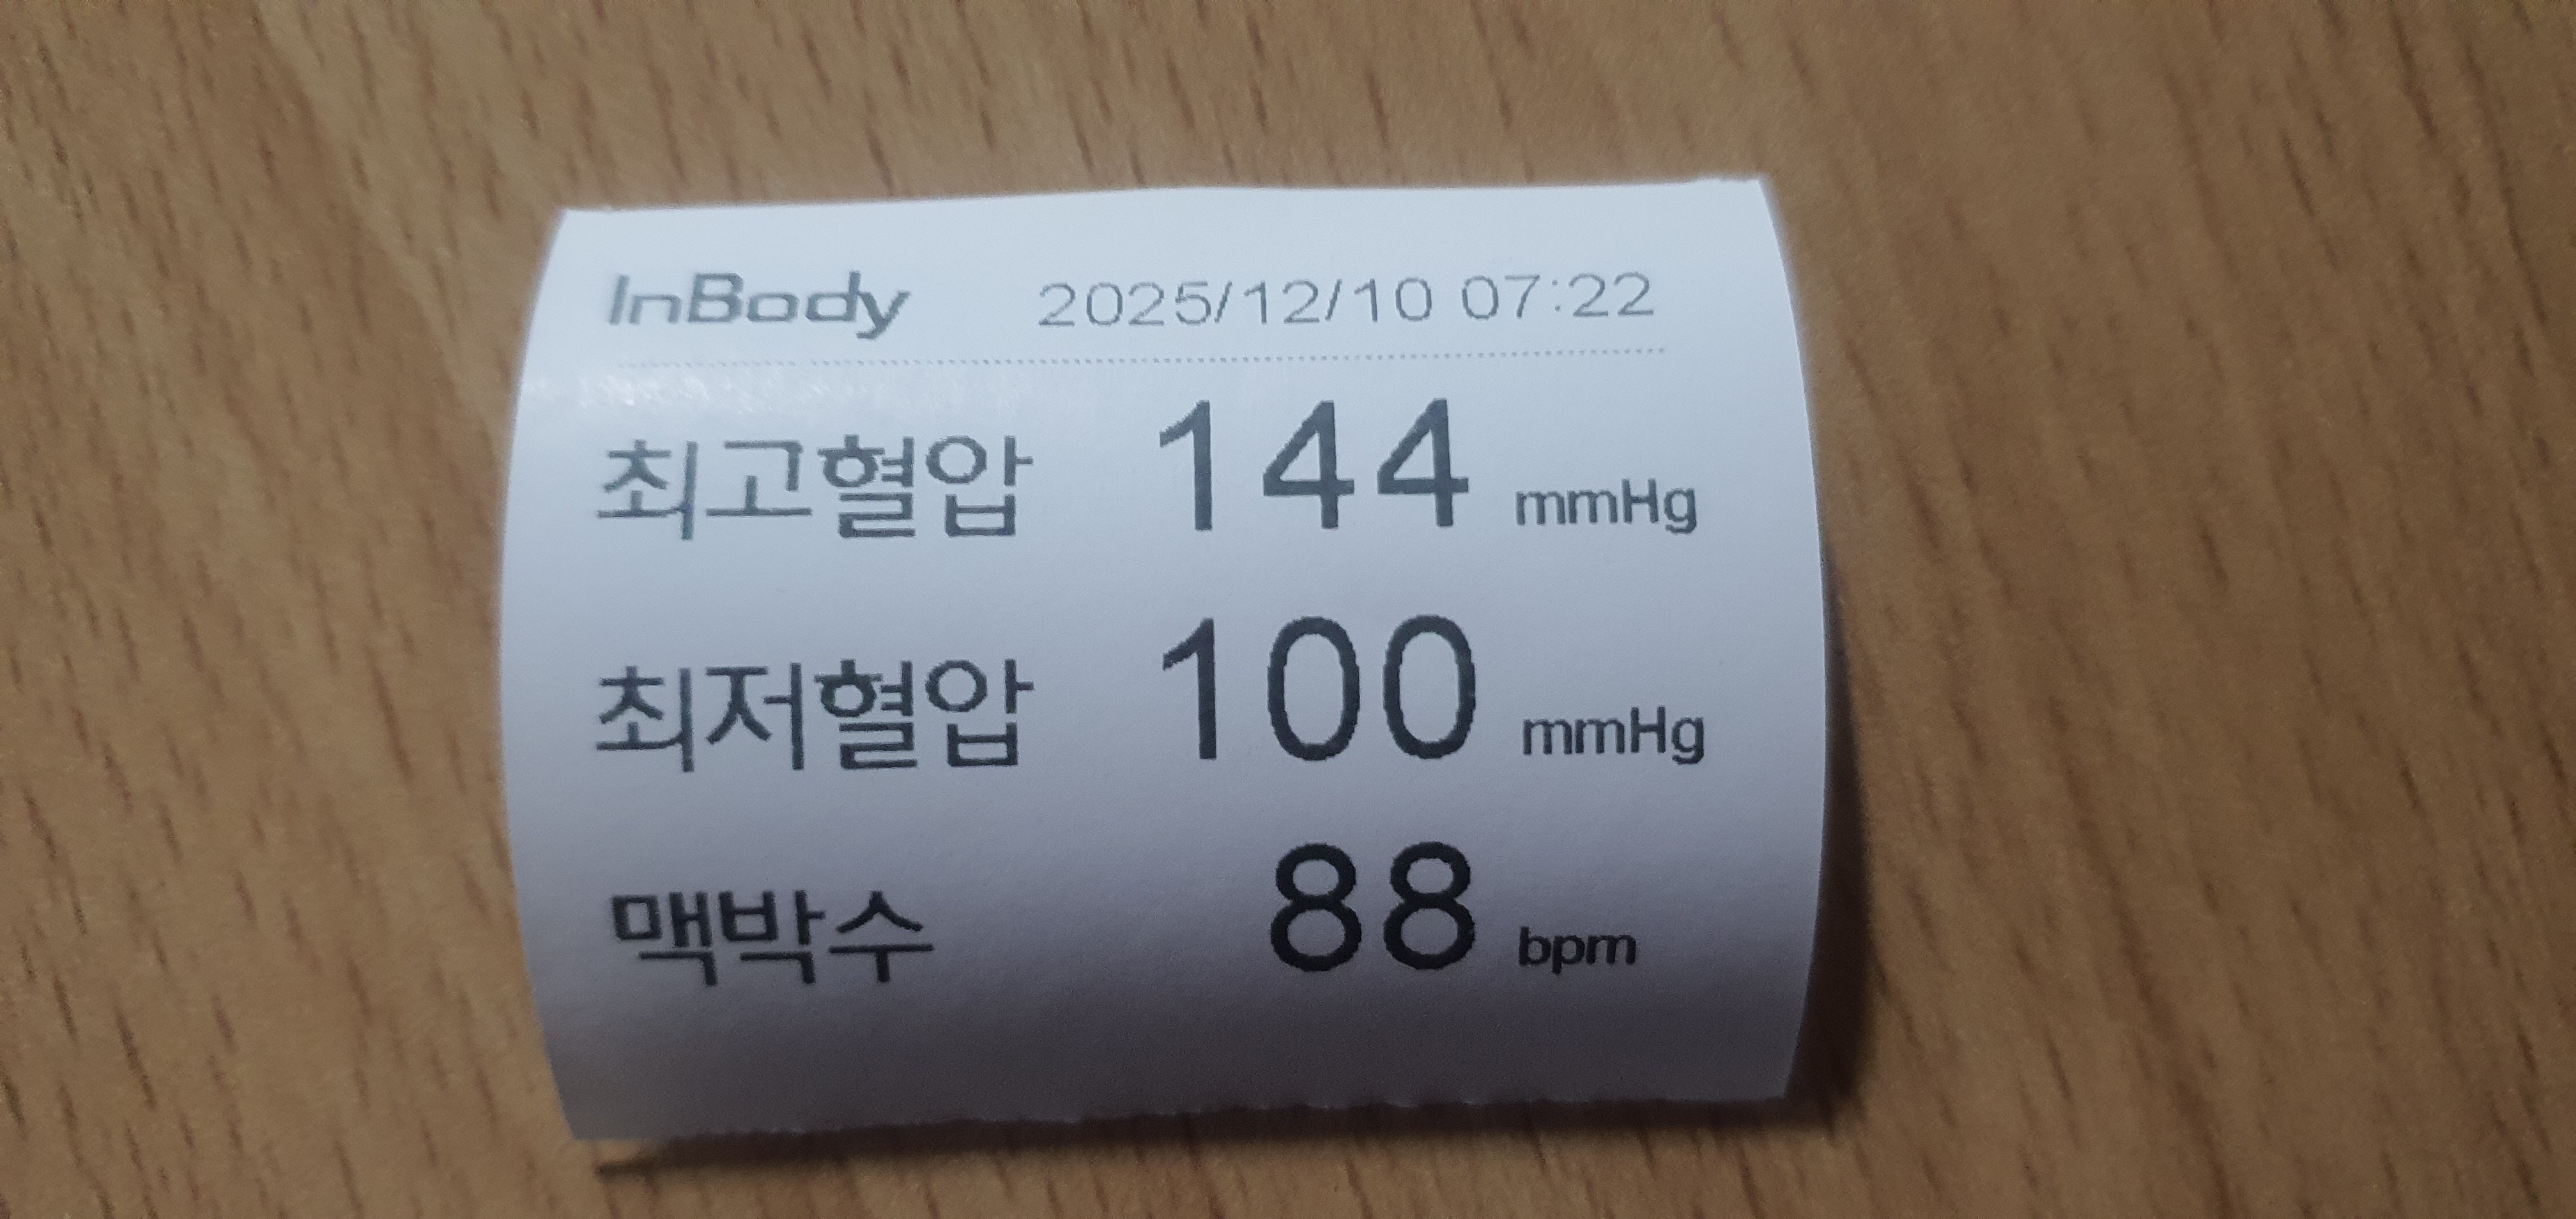 InBody 2025/12/10 07:22
최고혈압 144 mmHg
최저혈압 100 mmHg
맥박수 88 bpm